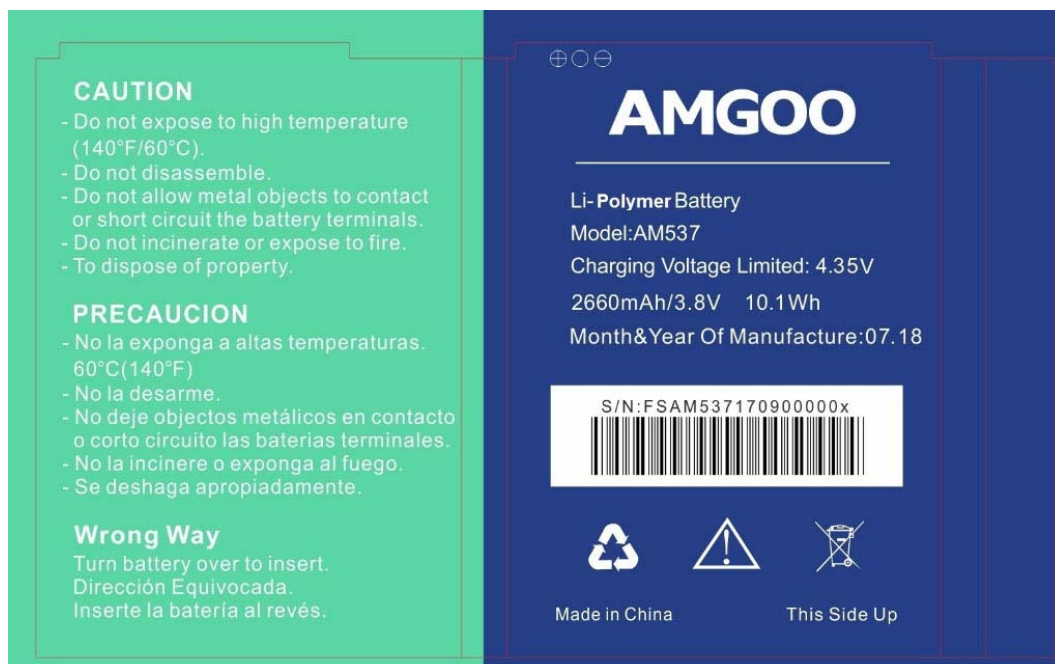 CAUTION
- Do not expose to high temperature
(140°F/60°C).
- Do not disassemble.
- Do not allow metal objects to contact
or short circuit the battery terminals.
- Do not incinerate or expose to fire.
- To dispose of property.
PRECAUCION
- No la exponga a altas temperaturas.
60°C(140°F)
- No la desarme.
- No deje objectos metálicos en contacto
o corto circuito las baterias terminales.
- No la incinere o exponga al fuego.
- Se deshaga apropiadamente.
Wrong Way
Turn battery over to insert.
Dirección Equivocada.
Inserte la batería al revés.
AMGOO
Li-Polymer Battery
Model:AM537
Charging Voltage Limited: 4.35V
2660mAh/3.8V 10.1Wh
Month&Year Of Manufacture:07.18
S/N:FSAM537170900000x
Made in China
This Side Up